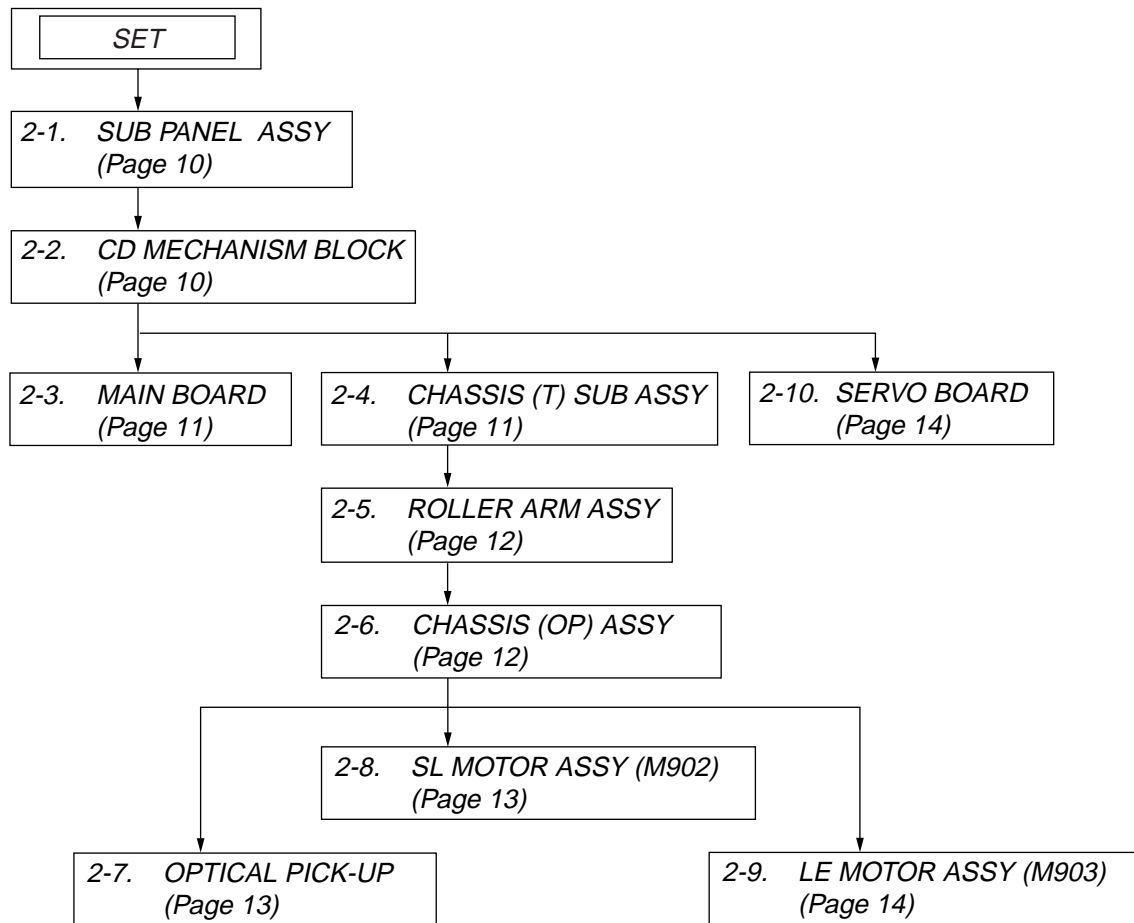 SET
2-1. SUB PANEL ASSY
(Page 10)
2-2. CD MECHANISM BLOCK
(Page 10)
2-3. MAIN BOARD
(Page 11)
2-4. CHASSIS (T) SUB ASSY
(Page 11)
2-10. SERVO BOARD
(Page 14)
2-5. ROLLER ARM ASSY
(Page 12)
2-6. CHASSIS (OP) ASSY
(Page 12)
2-8. SL MOTOR ASSY (M902)
(Page 13)
2-7. OPTICAL PICK-UP
(Page 13)
2-9. LE MOTOR ASSY (M903)
(Page 14)